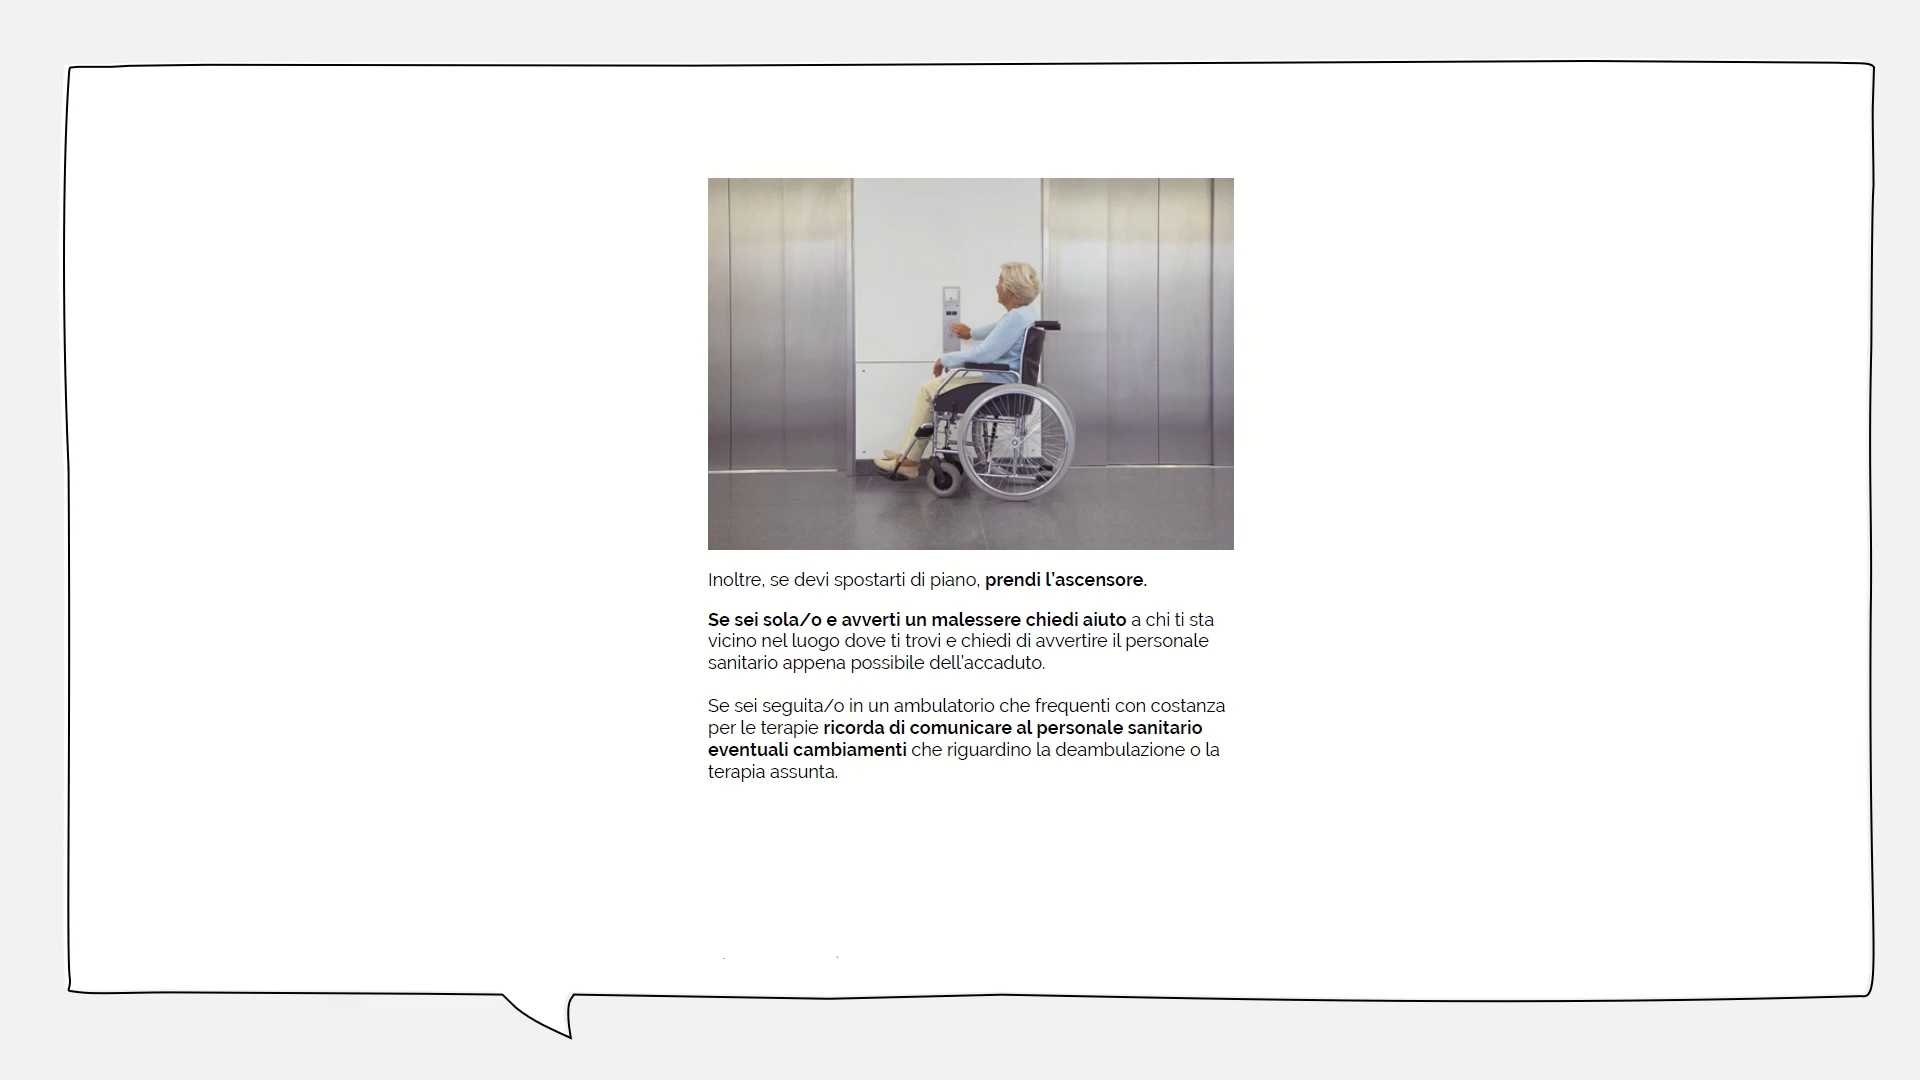 Inoltre, se devi spostarti di piano, prendi l’ascensore.
Se sei sola/o e avverti un malessere chiedi aiuto a chi ti sta
vicino nel luogo dove ti trovi e chiedi di avvertire il personale
sanitario appena possibile dell’accaduto.
Se sei seguita/o in un ambulatorio che frequenti con costanza
per le terapie ricorda di comunicare al personale sanitario
eventuali cambiamenti che riguardino la deambulazione o la
terapia assunta.